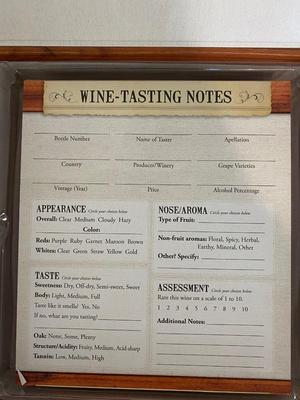 WINE-TASTING NOTES
Bottle Number Name of Taster Appellation
Country Producer/Winery Grape Varieties
Vintage (Year) Price Alcohol Percentage
APPEARANCE Circle your choices below
Overall: Clear Medium Cloudy Hazy
Color:
Reds: Purple Ruby Garnet Maroon Brown
Whites: Clear Green Straw Yellow Gold
NOSE/AROMA Circle your choices below
Type of Fruit:
Non-fruit aromas: Floral, Spicy, Herbal,
Earthy, Mineral, Other
Other? Specify:
TASTE Circle your choices below
Sweetness: Dry, Off-dry, Semi-sweet, Sweet
Body: Light, Medium, Full
Taste like it smells? Yes, No
If no, what are you tasting?
Oak: None, Some, Plenty
Structure/Acidity: Fruity, Medium, Acid-sharp
Tannin: Low, Medium, High
ASSESSMENT Circle your choices below
Rate this wine on a scale of 1 to 10.
1 2 3 4 5 6 7 8 9 10
Additional Notes: